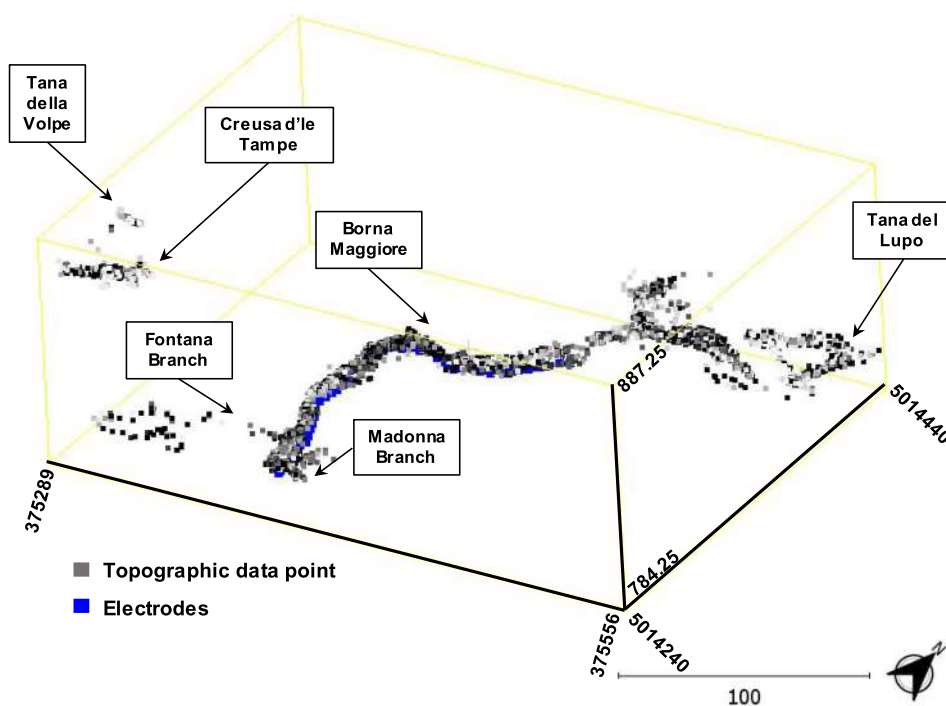 Tana
della
Volpe
Creusa d'le
Tampe
Borna
Maggiore
Tana del
Lupo
Fontana
Branch
Madonna
Branch
887.25
5014440
375289
784.25
5014240
375556
Topographic data point
Electrodes
100
N